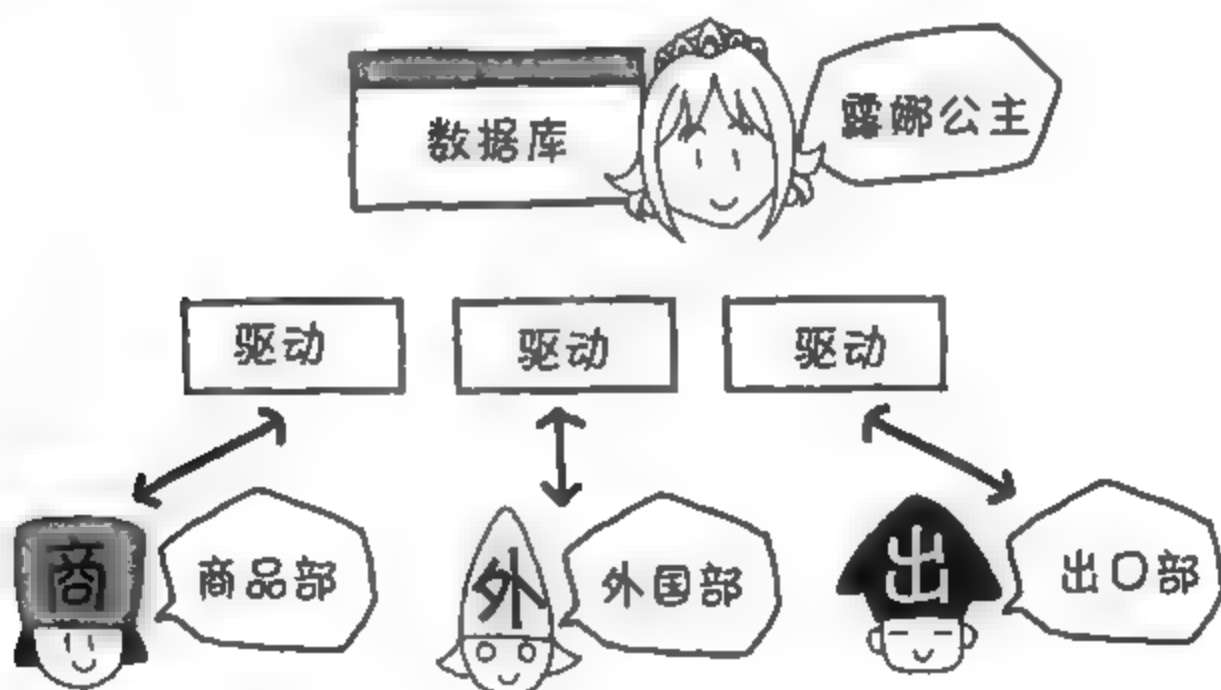 数据库
露娜公主
驱动
驱动
驱动
商
商品部
外
外国部
出
出口部